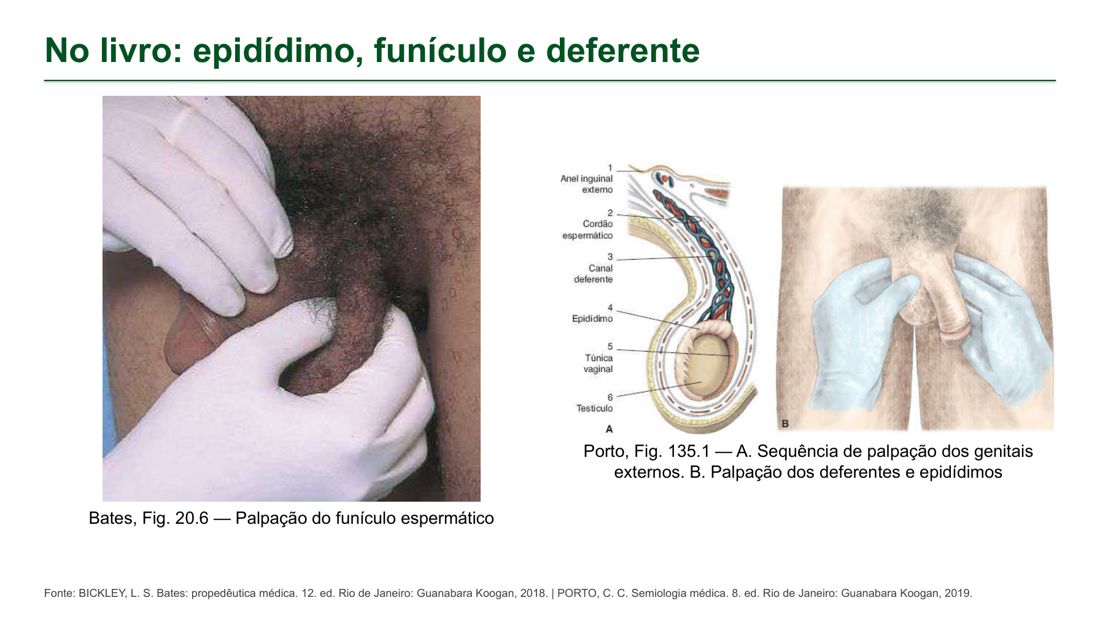 No livro: epidídimo, funículo e deferente
1
Anel inguinal
externo
2
Cordão
espermático
3
Canal
deferente
4
Epidídimo
5
Túnica
vaginal
6
Testículo
A
B
Bates, Fig. 20.6 — Palpação do funículo espermático
Porto, Fig. 135.1 — A. Sequência de palpação dos genitais
externos. B. Palpação dos deferentes e epidídimos
Fonte: BICKLEY, L. S. Bates: propedêutica médica. 12. ed. Rio de Janeiro: Guanabara Koogan, 2018. | PORTO, C. C. Semiologia médica. 8. ed. Rio de Janeiro: Guanabara Koogan, 2019.